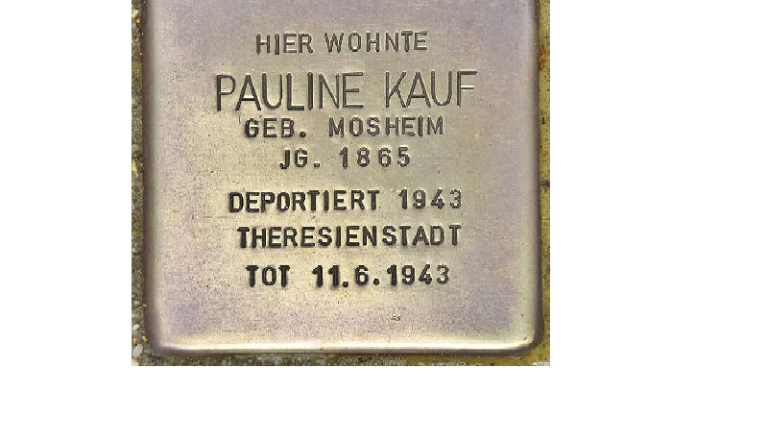 HIER WOHNTE
PAULINE KAUF
GEB. MOSHEIM
JG. 1865
DEPORTIERT 1943
THERESIENSTADT
TOT 11.6.1943